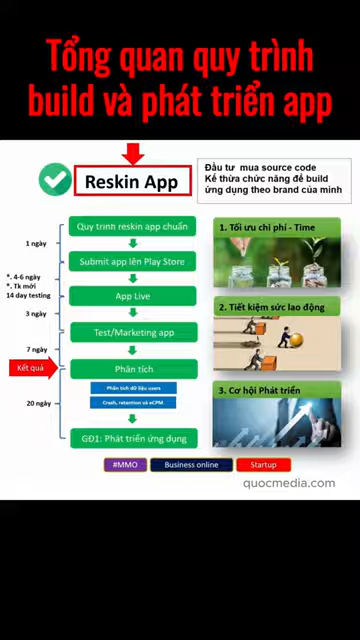 Tổng quan quy trình
build và phát triển app
Reskin App
Đầu tư mua source code
Kế thừa chức năng để build
ứng dụng theo brand của mình
Quy trình reskin app chuẩn
1 ngày
Submit app lên Play Store
*. 4-6 ngày
*. Tk mới
14 day testing
App Live
3 ngày
Test/Marketing app
7 ngày
Kết quả
Phân tích
Phân tích dữ liệu users
Crash, retention và eCPM
20 ngày
GĐ1: Phát triển ứng dụng
1. Tối ưu chi phí - Time
2. Tiết kiệm sức lao động
3. Cơ hội Phát triển
#MMO
Business online
Startup
quocmedia.com